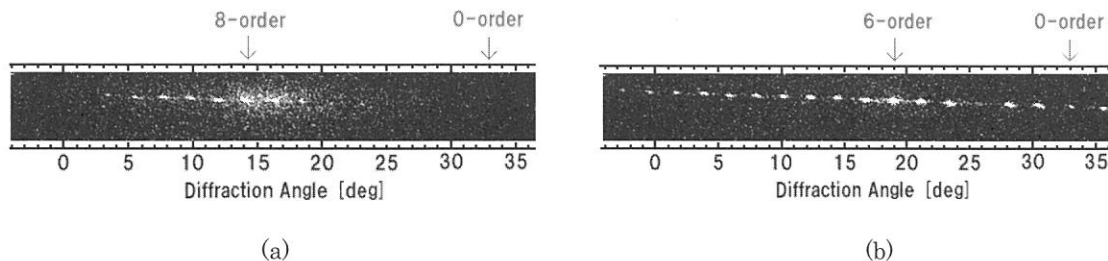 8-order 0-order
0 5 10 15 20 25 30 35
Diffraction Angle [deg]
(a)
6-order 0-order
0 5 10 15 20 25 30 35
Diffraction Angle [deg]
(b)